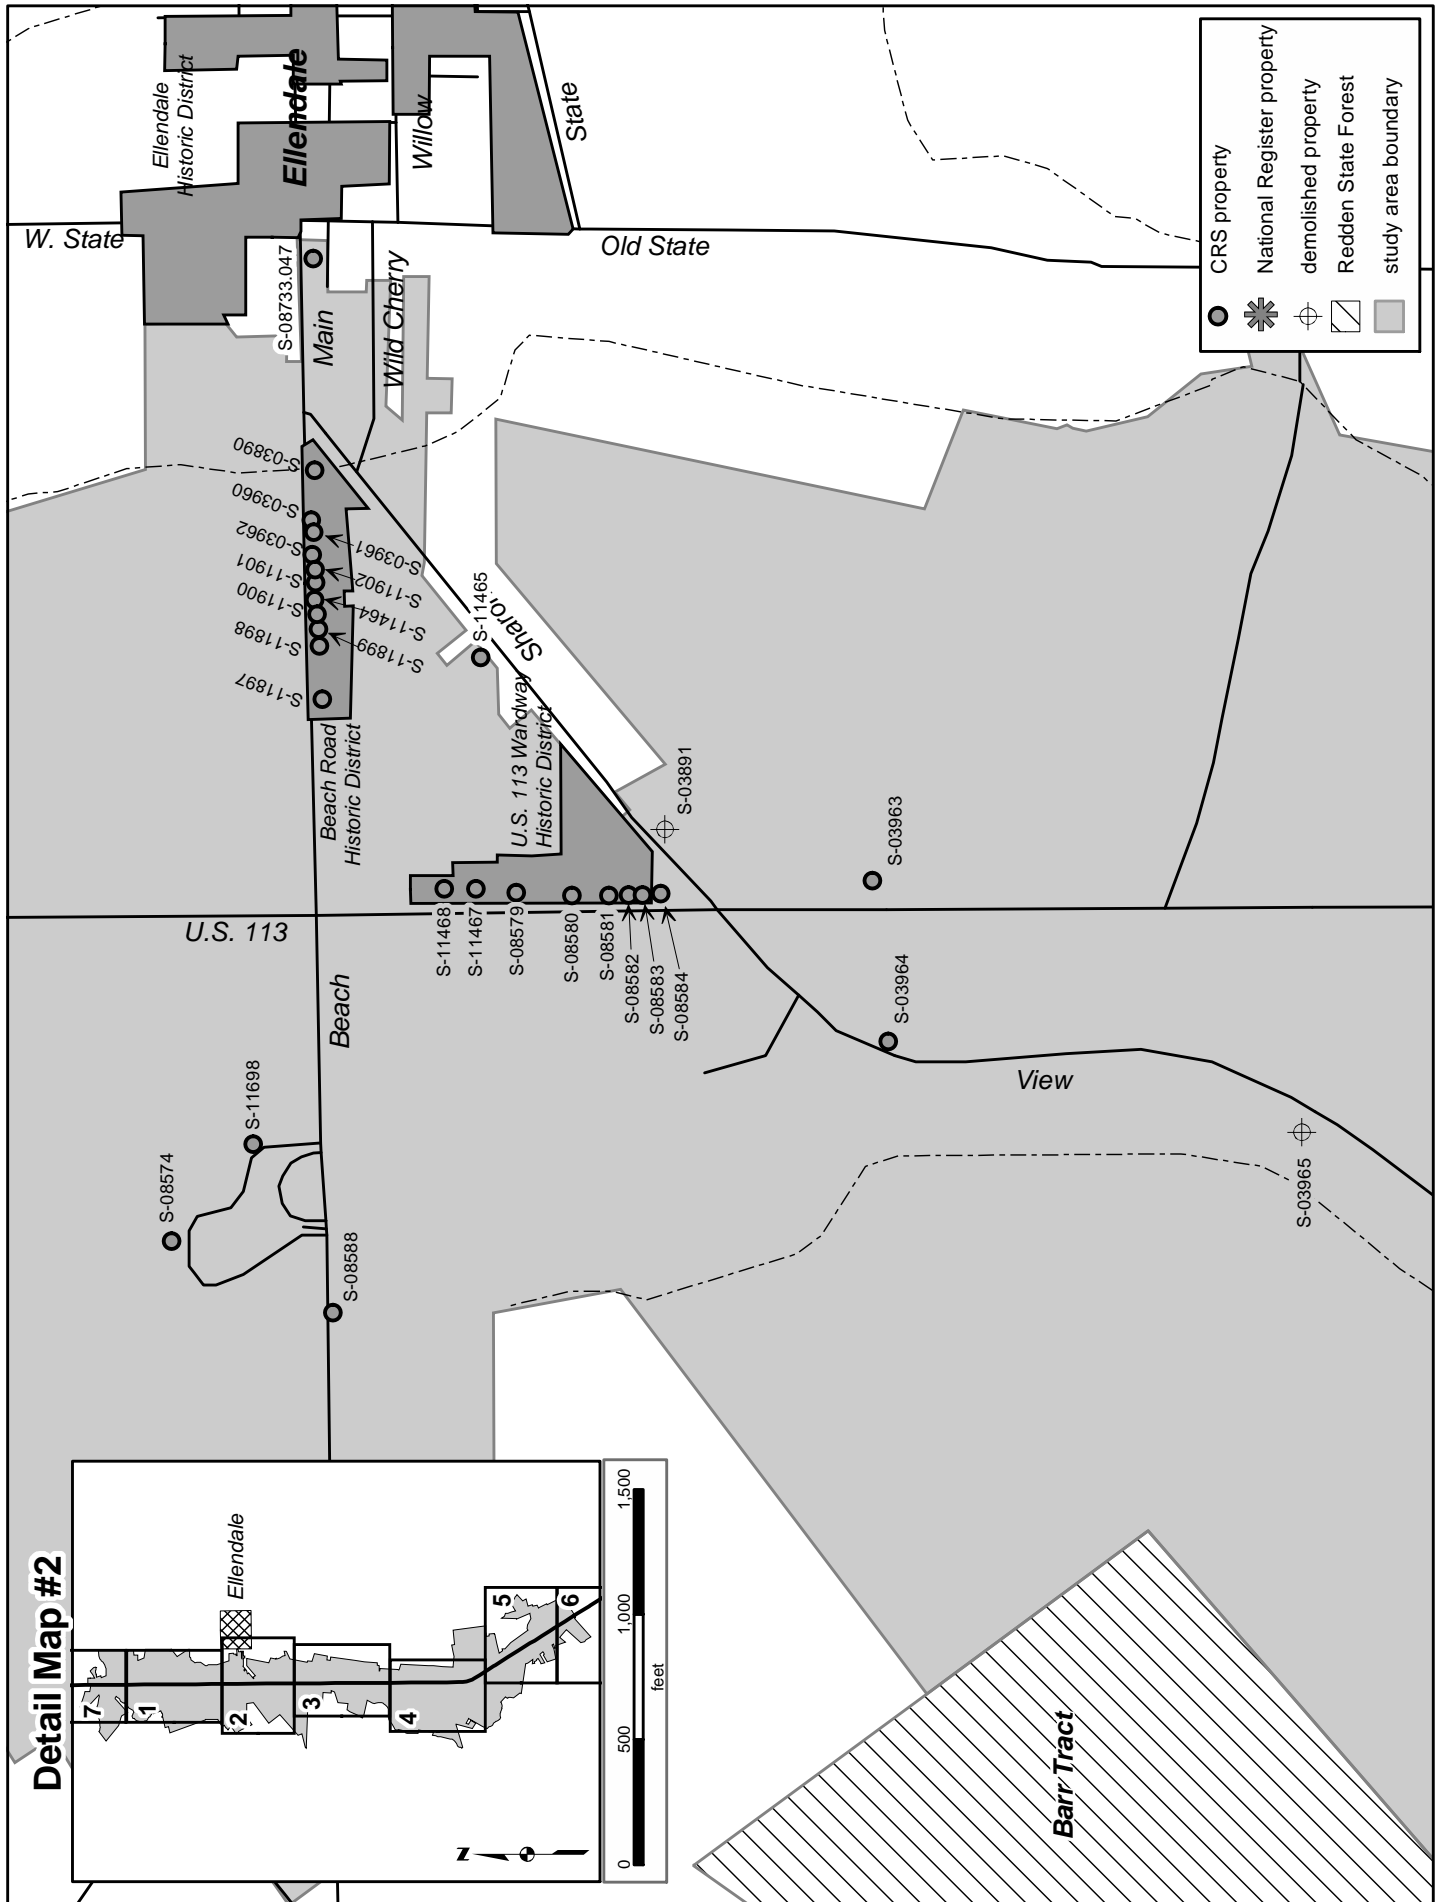 Detail Map #2
7
1
2
3
4
5
6
Ellendale
N
0
500
1,000
1,500
feet
W. State
Ellendale
Historic District
Ellendale
Willow
State
Old State
S-08733.047
Main
Wild Cherry
S-03890
S-03960
S-03962
S-11901
S-11900
S-11898
S-11897
S-03961
S-11902
S-11464
S-11899
S-11465
Sharon
Beach Road
Historic District
U.S. 113 Wardway
Historic District
S-03891
S-03963
U.S. 113
S-11468
S-11467
S-08579
S-08580
S-08581
S-08582
S-08583
S-08584
S-03964
Beach
View
S-11698
S-08574
S-08588
S-03965
Barr Tract
CRS property
National Register property
demolished property
Redden State Forest
study area boundary